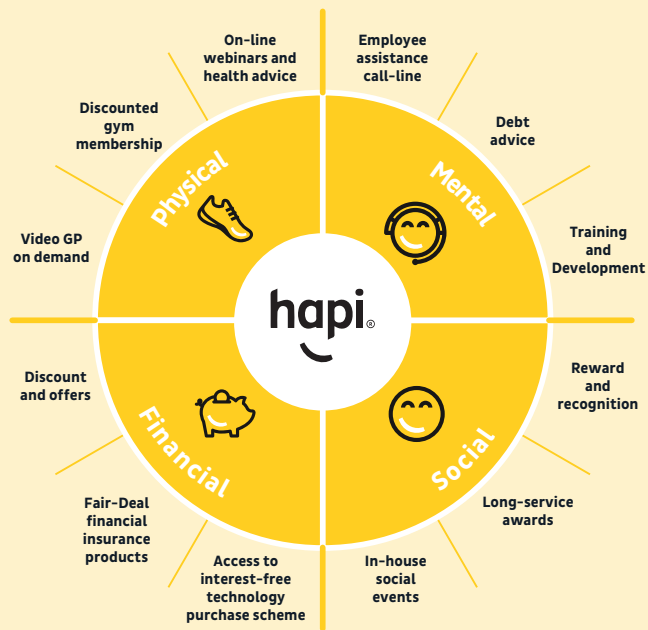 On-line
webinars and
health advice
Employee
assistance
call-line
Discounted
gym
membership
Debt
advice
Physical
Mental
Video GP
on demand
Training
and
Development
hapi®
Discount
and offers
Reward
and
recognition
Financial
Social
Fair-Deal
financial
insurance
products
Long-service
awards
Access to
interest-free
technology
purchase scheme
In-house
social
events